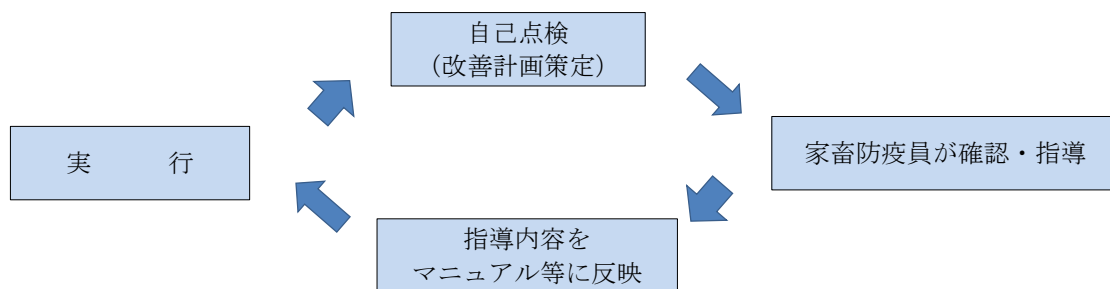 自己点検
（改善計画策定）
家畜防疫員が確認・指導
指導内容を
マニュアル等に反映
実　　　行